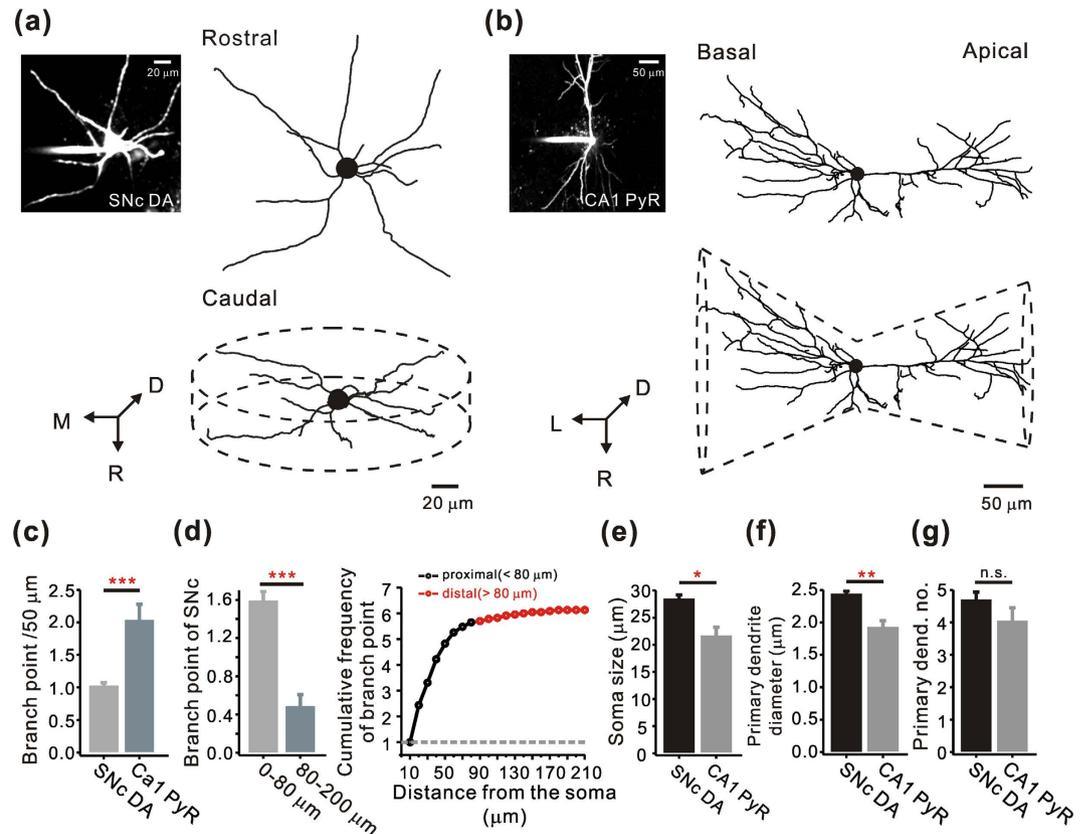 (a)
20 µm
SNc DA
Rostral
Caudal
D
M
R
20 µm
(b)
50 µm
CA1 PyR
Basal
Apical
D
L
R
50 µm
(c)
Branch point /50 µm
2.5
2.0
1.5
1.0
0.5
0.0
***
SNc DA
Ca1 PyR
(d)
Branch point of SNc
1.6
1.2
0.8
0.4
0.0
***
0-80 µm
80-200 µm
Cumulative frequency
of branch point
proximal(< 80 µm)
distal(> 80 µm)
7
6
5
4
3
2
1
10 50 90 130 170 210
Distance from the soma
(µm)
(e)
Soma size (µm)
30
25
20
15
10
5
0
*
SNc DA
CA1 PyR
(f)
Primary dendrite
diameter (µm)
2.5
2.0
1.5
1.0
0.5
0.0
**
SNc DA
CA1 PyR
(g)
Primary dend. no.
5
4
3
2
1
0
n.s.
SNc DA
CA1 PyR